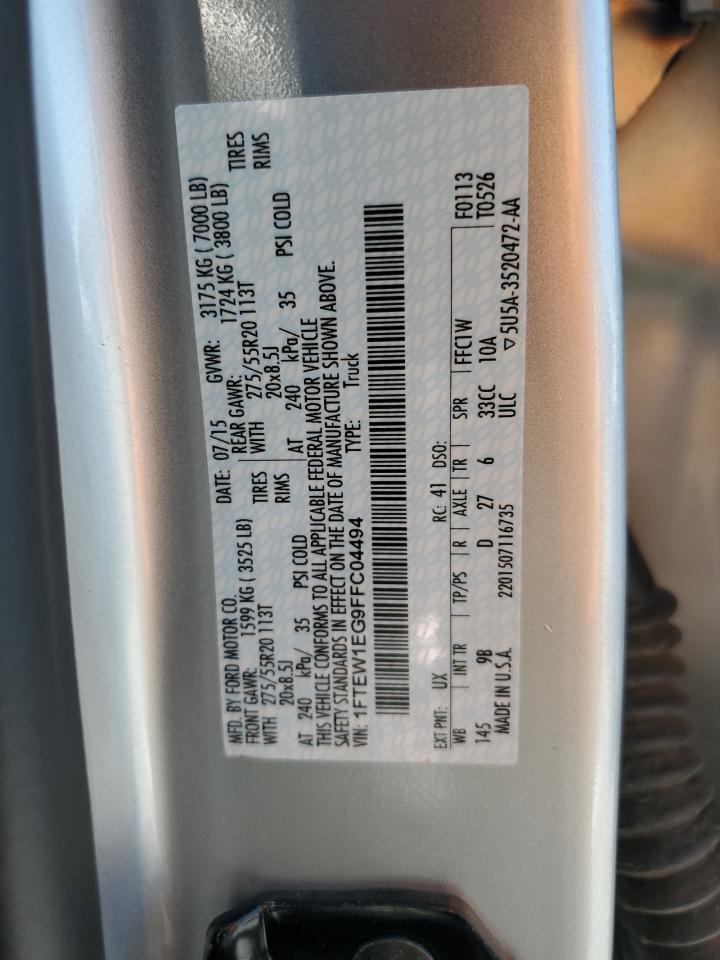 MFD. BY FORD MOTOR CO.
DATE: 07/15 GVWR: 3175 KG ( 7000 LB)
FRONT GAWR: 1599 KG ( 3525 LB)
REAR GAWR: 1724 KG ( 3800 LB)
WITH 275/55R20 113T TIRES
WITH 275/55R20 113T TIRES
20x8.5J RIMS
20x8.5J RIMS
AT 240 kPa/ 35 PSI COLD
AT 240 kPa/ 35 PSI COLD
THIS VEHICLE CONFORMS TO ALL APPLICABLE FEDERAL MOTOR VEHICLE
SAFETY STANDARDS IN EFFECT ON THE DATE OF MANUFACTURE SHOWN ABOVE.
VIN: 1FTEW1EG9FFC04494 TYPE: Truck
F0113
T0526
EXT PNT: UX RC: 41 DSO:
WB INT TR TP/PS R AXLE TR SPR FFC1W
145 9B D 27 6 33CC 10A
MADE IN U.S.A. 2201507116735 ULC ▽5U5A-3520472-AA